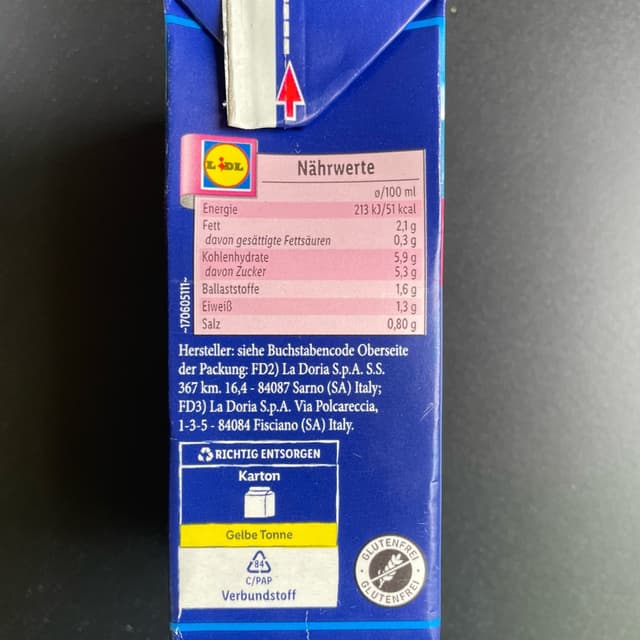 LIDL
Nährwerte
ø/100 ml
Energie 213 kJ/51 kcal
Fett 2,1 g
davon gesättigte Fettsäuren 0,3 g
Kohlenhydrate 5,9 g
davon Zucker 5,3 g
Ballaststoffe 1,6 g
Eiweiß 1,3 g
Salz 0,80 g
~170605111~
Hersteller: siehe Buchstabencode Oberseite
der Packung: FD2) La Doria S.p.A. S.S.
367 km. 16,4 - 84087 Sarno (SA) Italy;
FD3) La Doria S.p.A. Via Polcareccia,
1-3-5 - 84084 Fisciano (SA) Italy.
RICHTIG ENTSORGEN
Karton
Gelbe Tonne
84
C/PAP
Verbundstoff
GLUTENFREI
GLUTENFREI